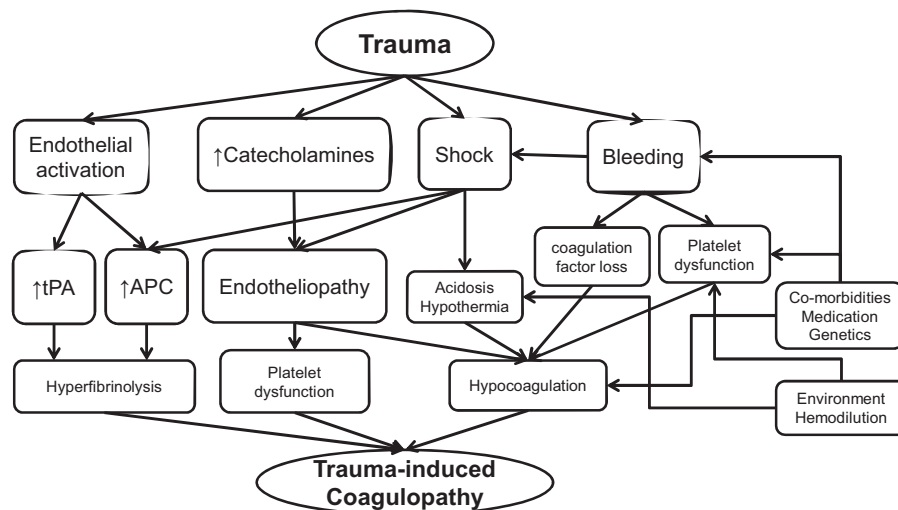 Trauma
Endothelial
activation
↑Catecholamines
Shock
Bleeding
↑tPA
↑APC
Endotheliopathy
Acidosis
Hypothermia
coagulation
factor loss
Platelet
dysfunction
Co-morbidities
Medication
Genetics
Hyperfibrinolysis
Platelet
dysfunction
Hypocoagulation
Environment
Hemodilution
Trauma-induced
Coagulopathy